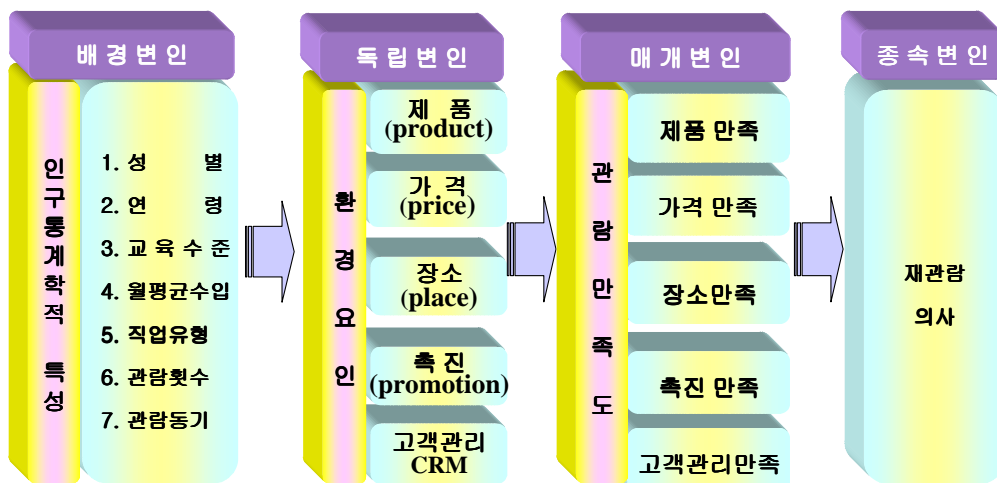 배 경 변 인
인 구 통 계 학 적 특 성
1. 성 별
2. 연 령
3. 교 육 수 준
4. 월평균수입
5. 직업유형
6. 관람횟수
7. 관람동기
독 립 변 인
환 경 요 인
제 품
(product)
가 격
(price)
장소
(place)
촉 진
(promotion)
고객관리
CRM
매 개 변 인
관 람 만 족 도
제품 만족
가격 만족
장소만족
촉진 만족
고객관리만족
종 속 변 인
재관람
의사